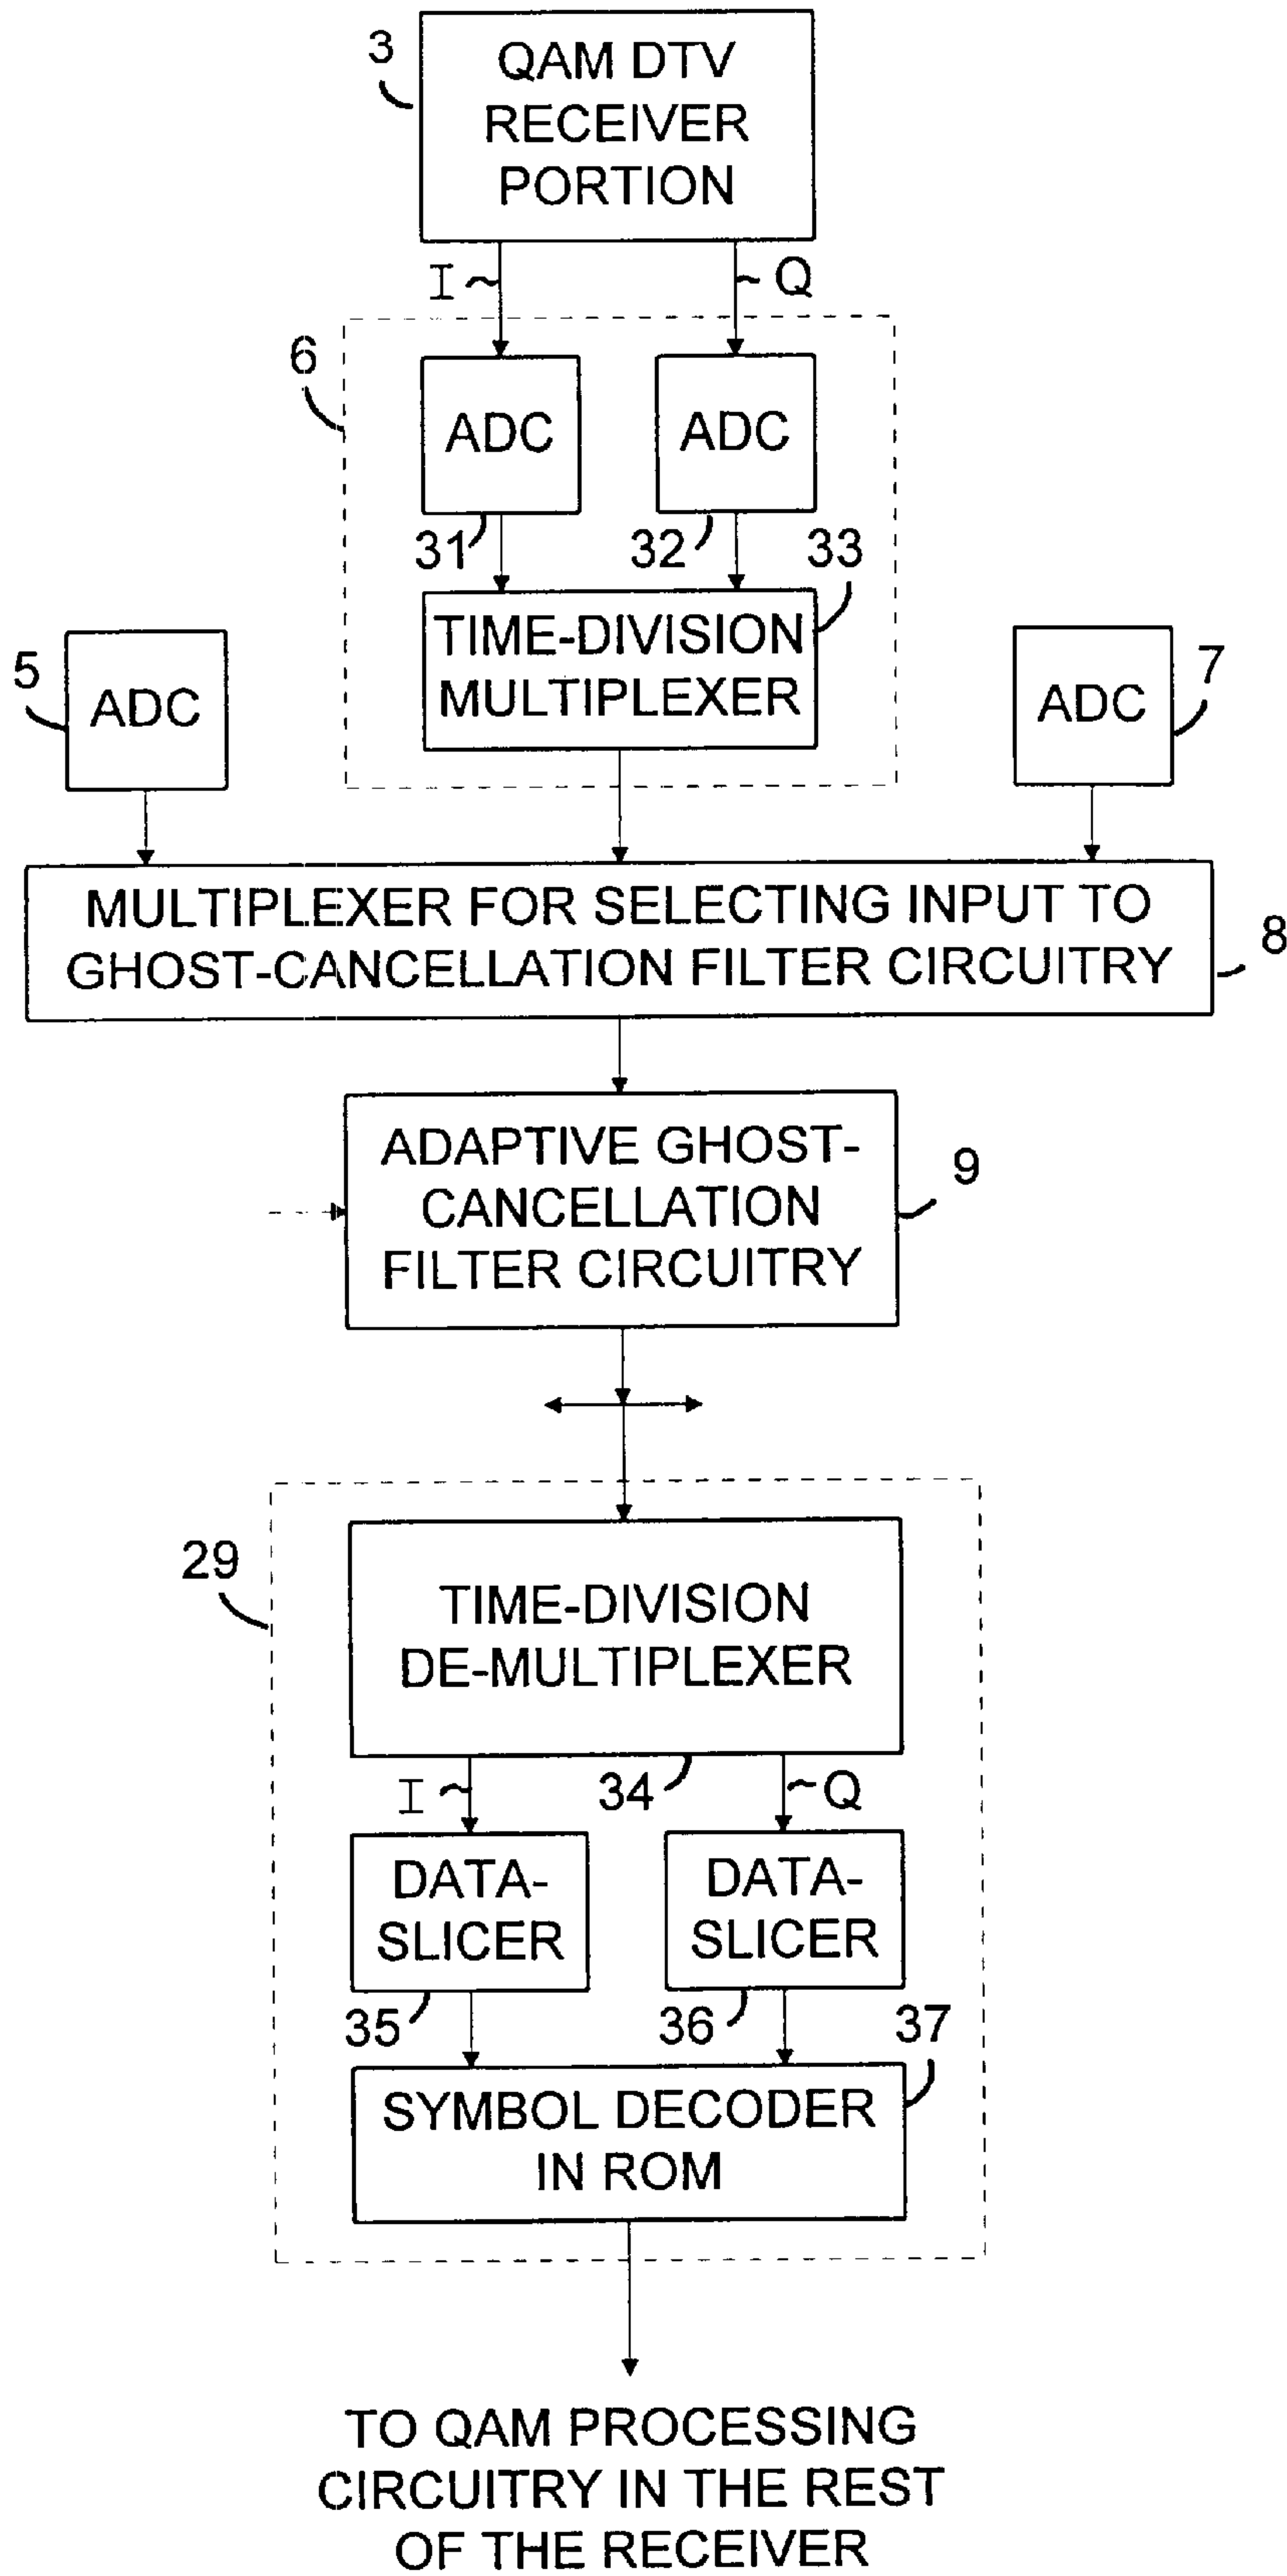 3
QAM DTV
RECEIVER
PORTION
I
Q
6
ADC
ADC
31
32
33
TIME-DIVISION
MULTIPLEXER
5
ADC
ADC
7
MULTIPLEXER FOR SELECTING INPUT TO
GHOST-CANCELLATION FILTER CIRCUITRY
8
ADAPTIVE GHOST-
CANCELLATION
FILTER CIRCUITRY
9
29
TIME-DIVISION
DE-MULTIPLEXER
I
34
Q
DATA-
SLICER
DATA-
SLICER
35
36
37
SYMBOL DECODER
IN ROM
TO QAM PROCESSING
CIRCUITRY IN THE REST
OF THE RECEIVER